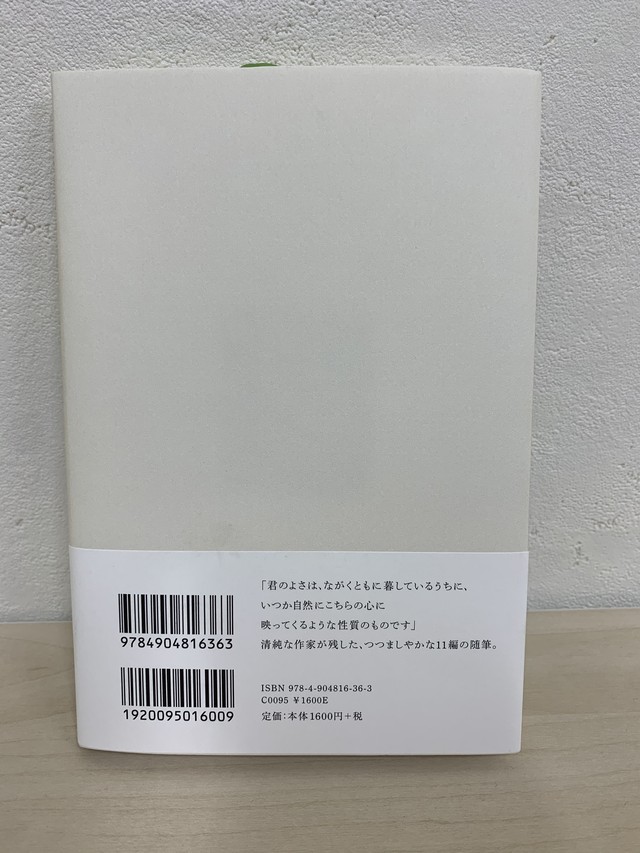 「君のよさは、ながくともに暮しているうちに、
いつか自然にこちらの心に
映ってくるような性質のものです」
清純な作家が残した、つつましやかな11編の随筆。
9784904816363
ISBN 978-4-904816-36-3
C0095 ¥1600E
定価：本体1600円＋税
1920095016009